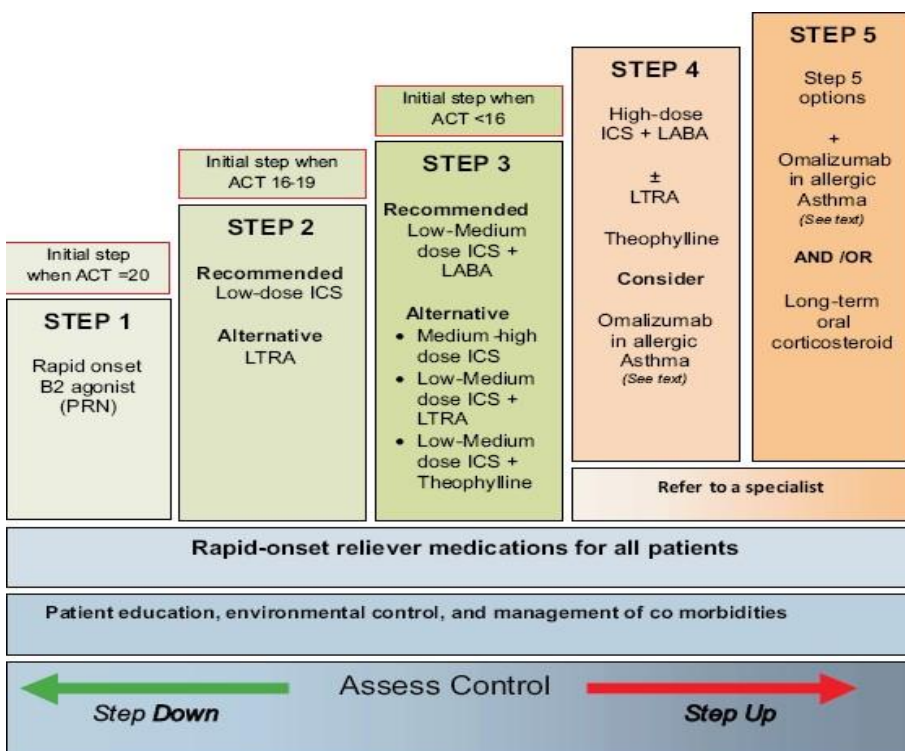 Initial step
when ACT =20
STEP 1
Rapid onset
B2 agonist
(PRN)
Initial step when
ACT 16-19
STEP 2
Recommended
Low-dose ICS
Alternative
LTRA
Initial step when
ACT <16
STEP 3
Recommended
Low-Medium
dose ICS +
LABA
Alternative
• Medium -high
dose ICS
• Low-Medium
dose ICS +
LTRA
• Low-Medium
dose ICS +
Theophylline
STEP 4
High-dose
ICS + LABA
±
LTRA
Theophylline
Consider
Omalizumab
in allergic
Asthma
(See text)
STEP 5
Step 5
options
+
Omalizumab
in allergic
Asthma
(See text)
AND /OR
Long-term
oral
corticosteroid
Refer to a specialist
Rapid-onset reliever medications for all patients
Patient education, environmental control, and management of co morbidities
Assess Control
Step Down
Step Up